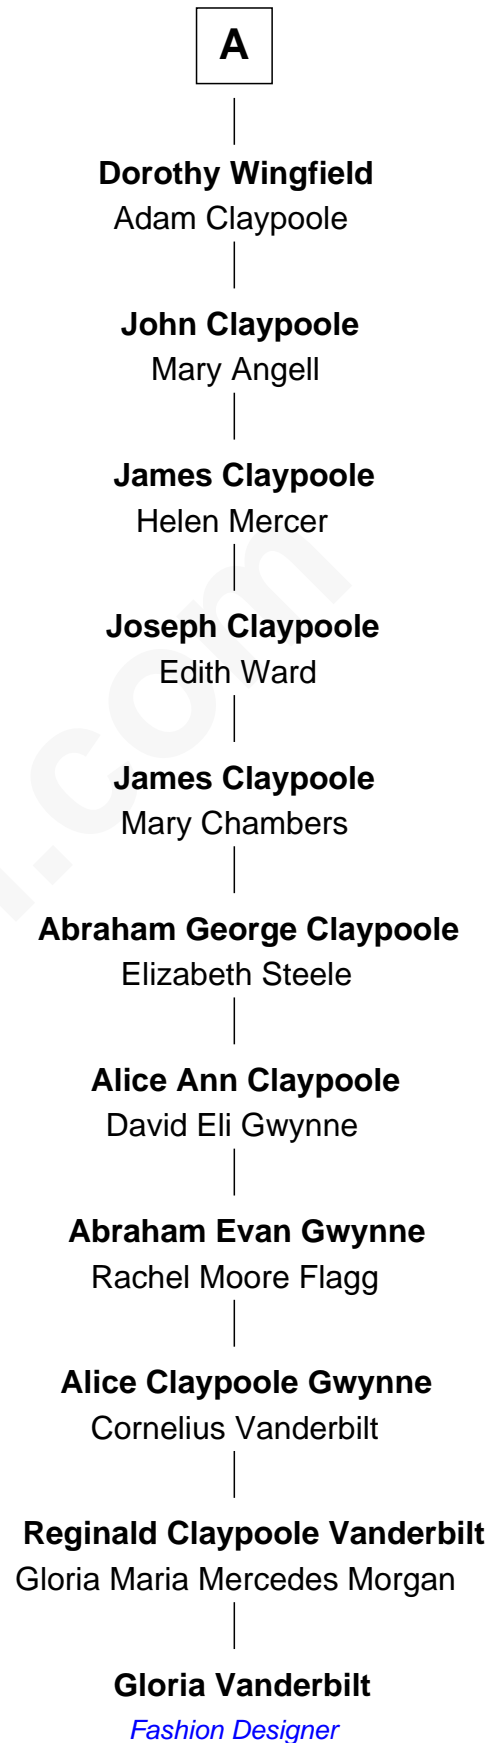 A
Dorothy Wingfield
Adam Claypoole
John Claypoole
Mary Angell
James Claypoole
Helen Mercer
Joseph Claypoole
Edith Ward
James Claypoole
Mary Chambers
Abraham George Claypoole
Elizabeth Steele
Alice Ann Claypoole
David Eli Gwynne
Abraham Evan Gwynne
Rachel Moore Flagg
Alice Claypoole Gwynne
Cornelius Vanderbilt
Reginald Claypoole Vanderbilt
Gloria Maria Mercedes Morgan
Gloria Vanderbilt
Fashion Designer